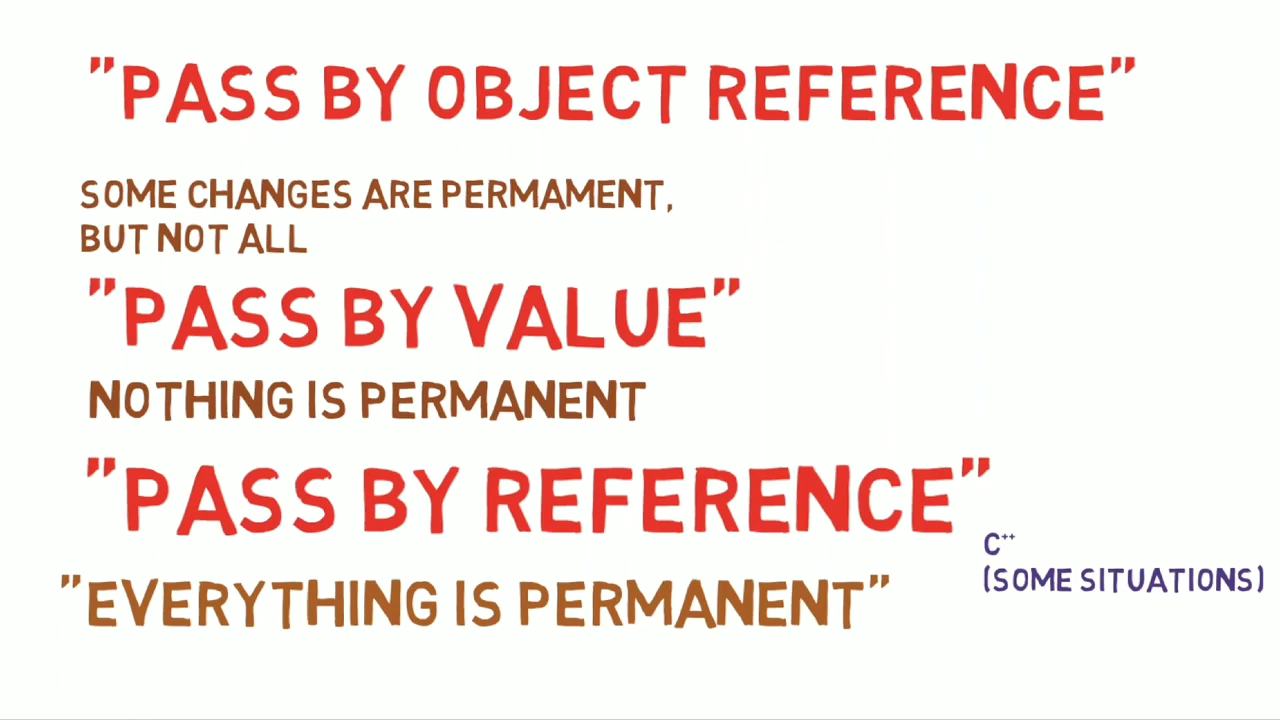 "PASS BY OBJECT REFERENCE"
SOME CHANGES ARE PERMAMENT,
BUT NOT ALL
"PASS BY VALUE"
NOTHING IS PERMANENT
"PASS BY REFERENCE"
C++
(SOME SITUATIONS)
"EVERYTHING IS PERMANENT"